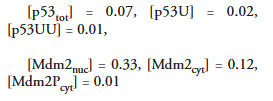 [p53tot] = 0.07, [p53U] = 0.02,
[p53UU] = 0.01,
[Mdm2nuc] = 0.33, [Mdm2cyt] = 0.12,
[Mdm2Pcyt] = 0.01